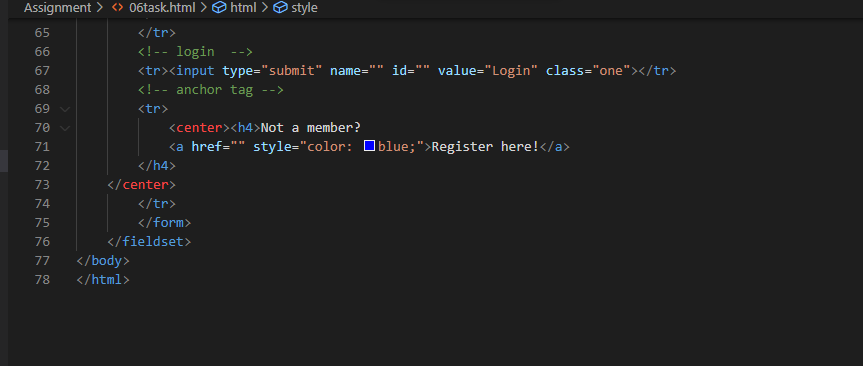 Assignment > <> 06task.html > html > style
65 </tr>
66 <!-- login  -->
67 <tr><input type="submit" name="" id="" value="Login" class="one"></tr>
68 <!-- anchor tag -->
69 <tr>
70 <center><h4>Not a member?
71 <a href="" style="color: blue;">Register here!</a>
72 </h4>
73 </center>
74 </tr>
75 </form>
76 </fieldset>
77 </body>
78 </html>